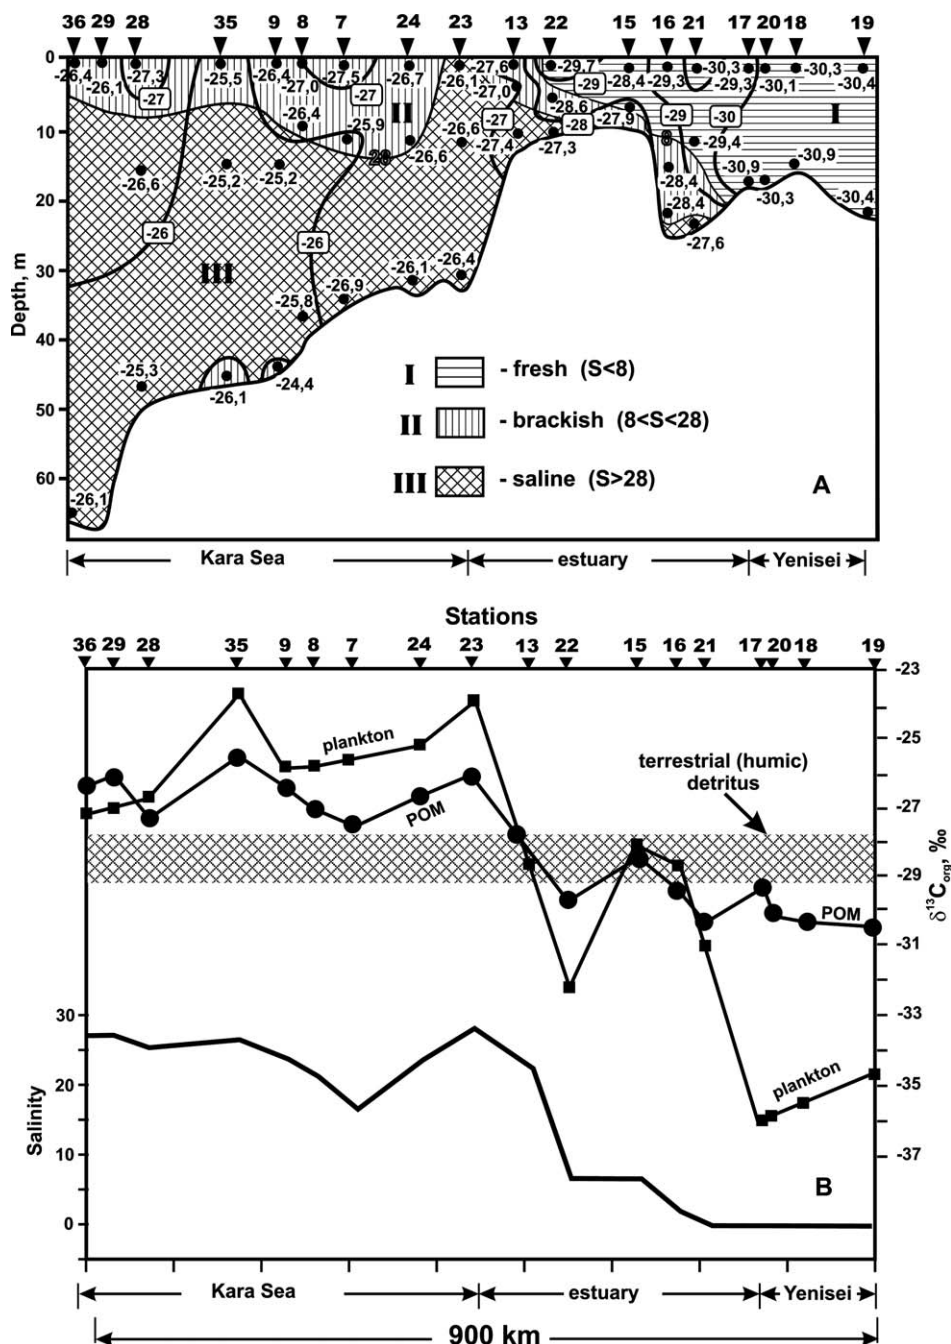 36 29 28 35 9 8 7 24 23 13 22 15 16 21 17 20 18 19
0
10
20
30
40
50
60
Depth, m
-26,4 -26,1 -27,3 -25,5 -26,4 -27,0 -27,5 -26,7 -26,1 -27,6 -29,7 -28,4 -29,3 -30,3 -29,3 -30,1 -30,3 -30,4
-27 -27 -29 I
-26,4 -25,9 II -27,0 -28,6 -27,9 -29 -30
28 -26,6 -26,6 -27 -27,4 -28 -27,3 8 -29,4
-26,6 -25,2 -25,2 -28,4 -30,9 -30,9
-28,4 -30,3 -30,4
-26 -26 -27,6
III -26,1 -26,4
-25,8 -26,9
-25,3 -26,1 -24,4
-26,1
I - fresh (S<8)
II - brackish (8<S<28)
III - saline (S>28)
A
Kara Sea estuary Yenisei
Stations
36 29 28 35 9 8 7 24 23 13 22 15 16 21 17 20 18 19
-23
-25
-27
-29
-31
-33
-35
-37
δ¹³Corg, ‰
plankton
POM
terrestrial (humic)
detritus
POM
plankton
30
20
10
0
Salinity
B
Kara Sea estuary Yenisei
900 km